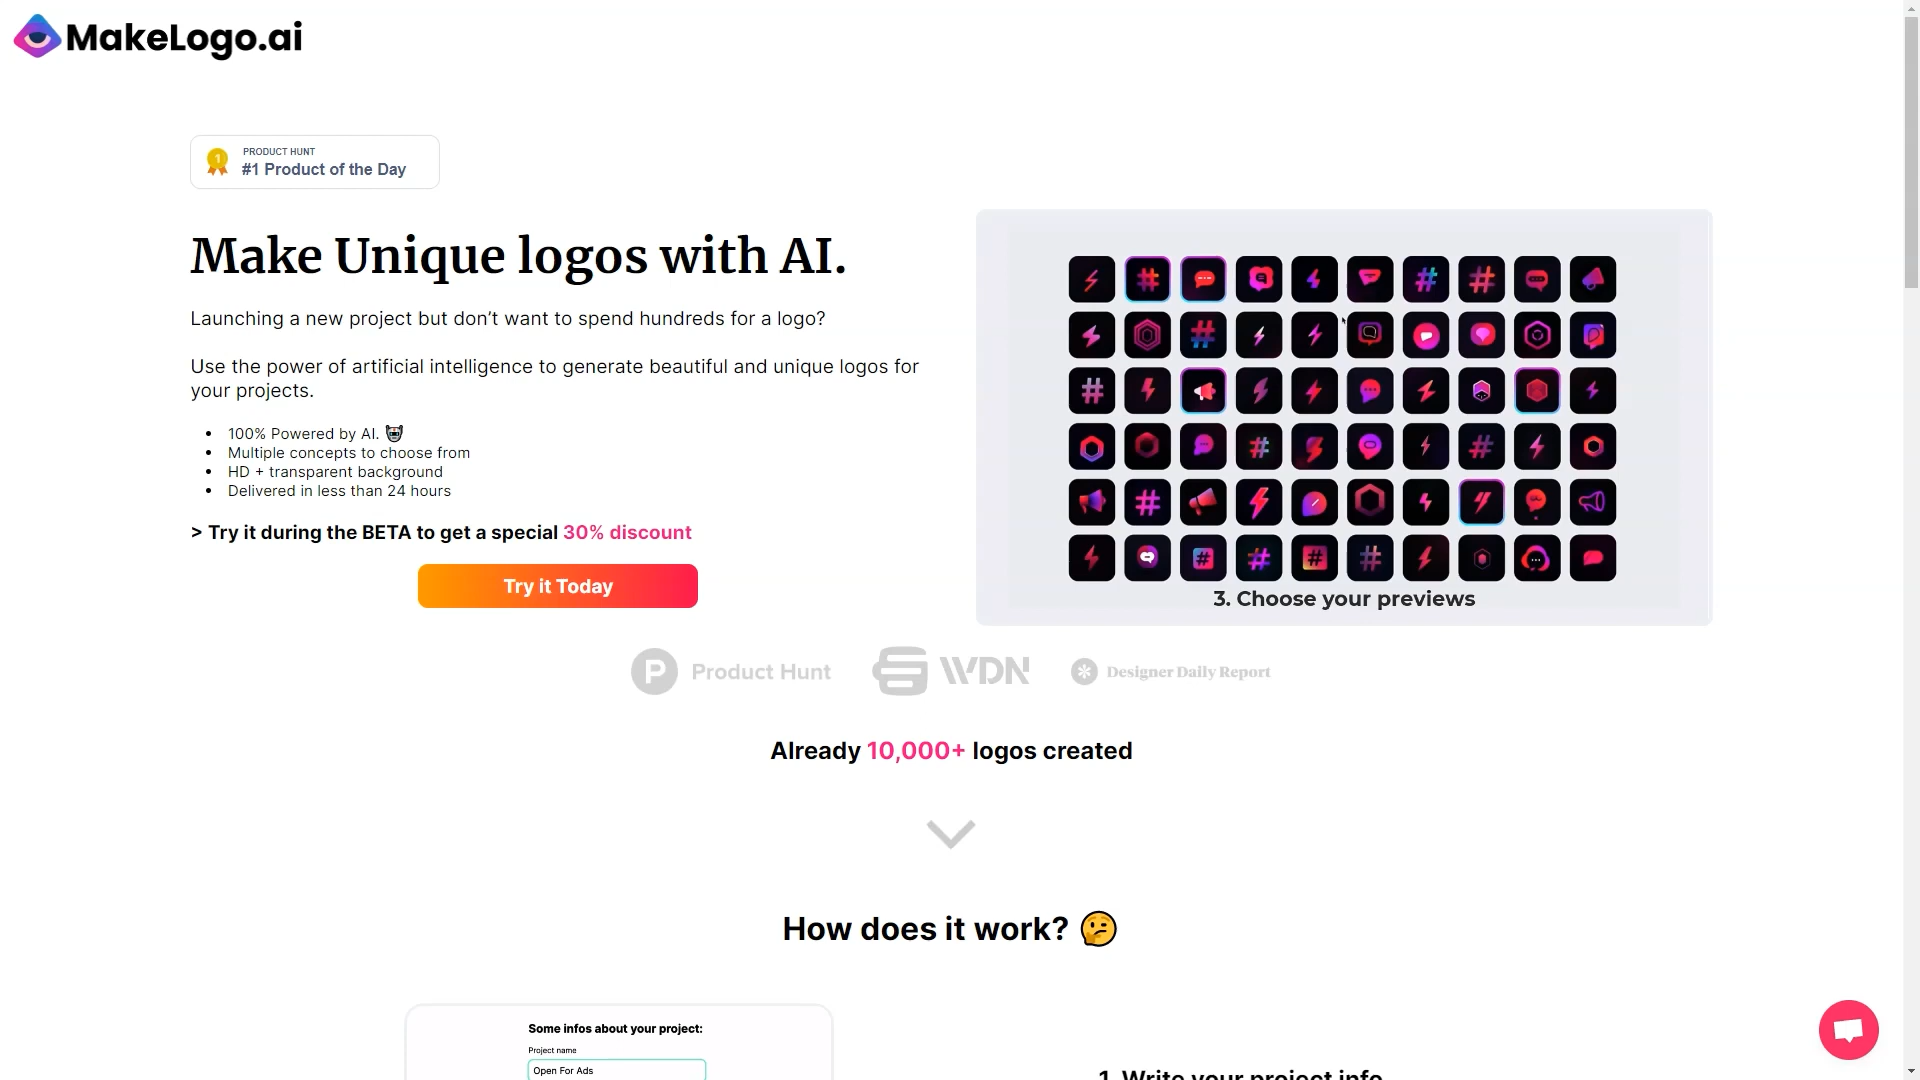 MakeLogo.ai
PRODUCT HUNT
#1 Product of the Day
Make Unique logos with AI.
Launching a new project but don’t want to spend hundreds for a logo?
Use the power of artificial intelligence to generate beautiful and unique logos for
your projects.
100% Powered by AI.
Multiple concepts to choose from
HD + transparent background
Delivered in less than 24 hours
> Try it during the BETA to get a special 30% discount
Try it Today
3. Choose your previews
Product Hunt
WDN
Designer Daily Report
Already 10,000+ logos created
How does it work? 🤔
Some infos about your project:
Project name
Open For Ads
1. Write your project info